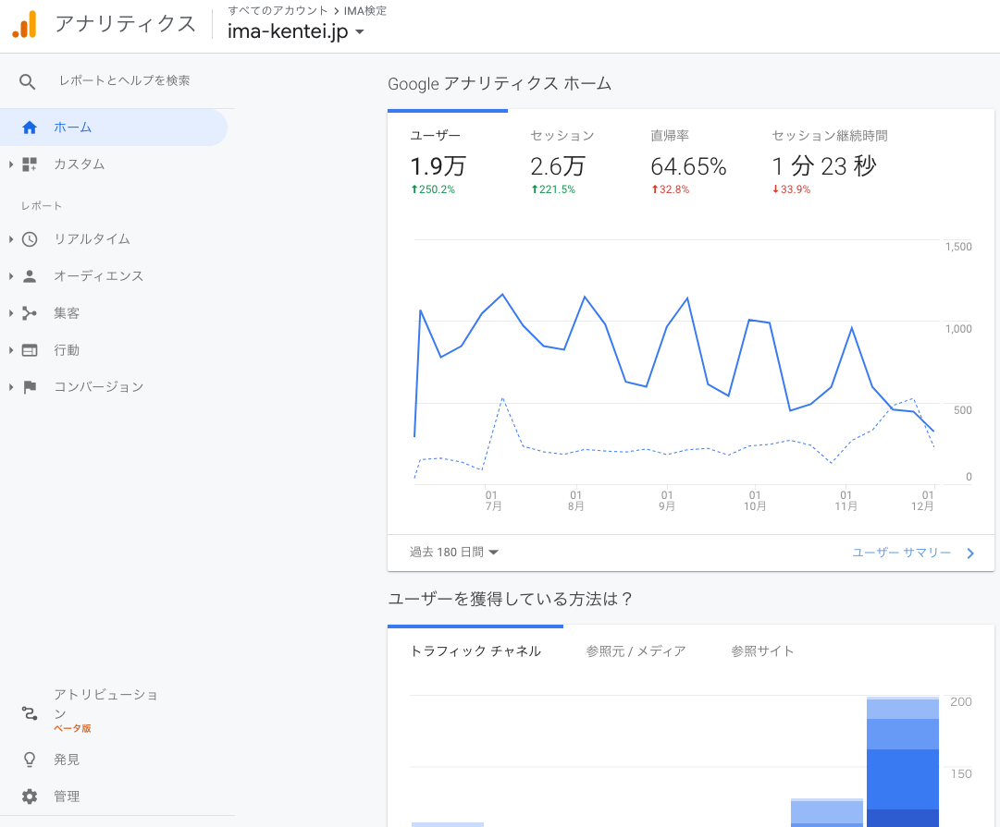 アナリティクス
すべてのアカウント > IMA検定
ima-kentei.jp
レポートとヘルプを検索
ホーム
カスタム
レポート
リアルタイム
オーディエンス
集客
行動
コンバージョン
アトリビューショ
ン
ベータ版
発見
管理
Google アナリティクス ホーム
ユーザー セッション 直帰率 セッション継続時間
1.9万 2.6万 64.65% 1 分 23 秒
↑250.2% ↑221.5% ↑32.8% ↓33.9%
1,500
1,000
500
0
01 01 01 01 01 01
7月 8月 9月 10月 11月 12月
過去 180 日間 ユーザー サマリー
ユーザーを獲得している方法は？
トラフィック チャネル 参照元 / メディア 参照サイト
200
150